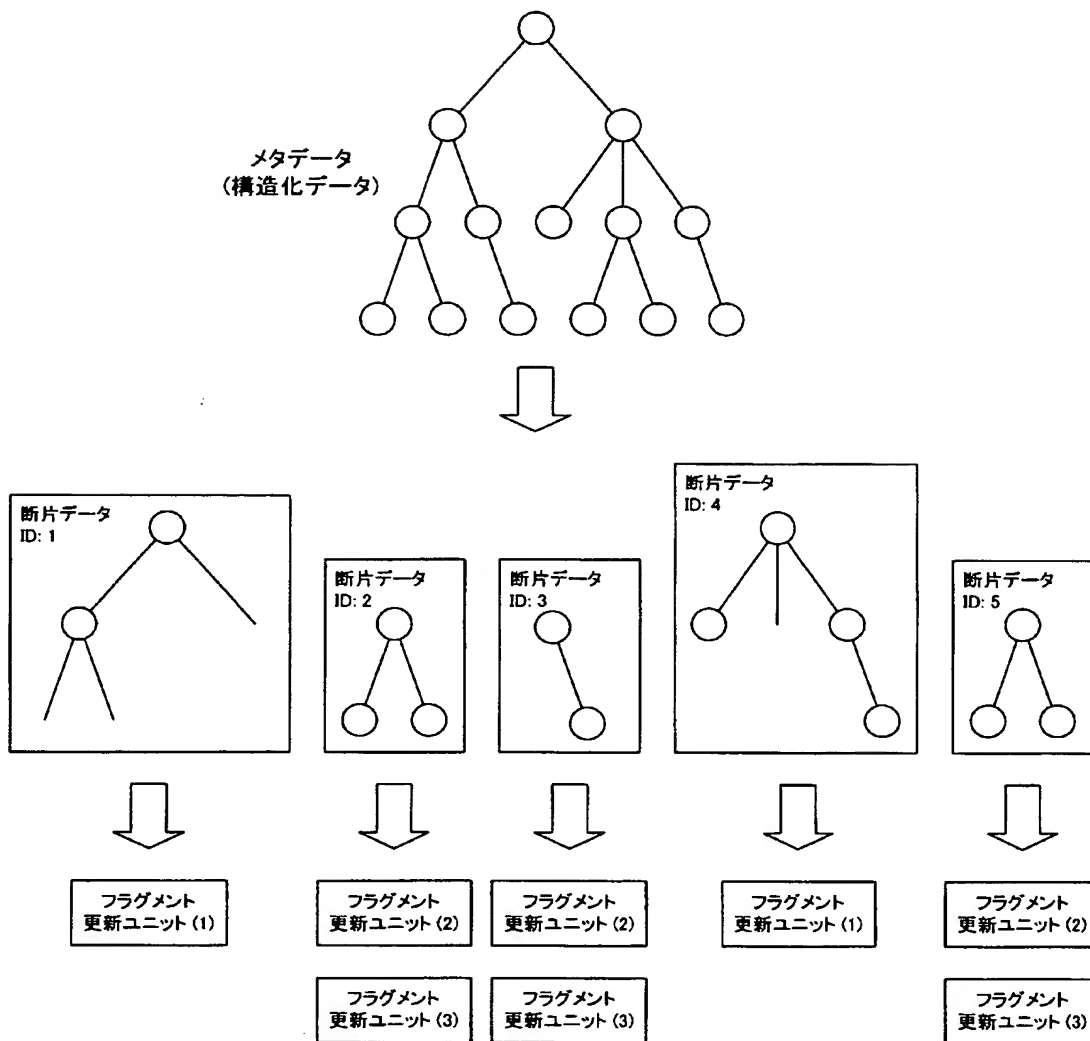 メタデータ
(構造化データ)
断片データ
ID: 1
断片データ
ID: 2
断片データ
ID: 3
断片データ
ID: 4
断片データ
ID: 5
フラグメント
更新ユニット (1)
フラグメント
更新ユニット (2)
フラグメント
更新ユニット (2)
フラグメント
更新ユニット (1)
フラグメント
更新ユニット (2)
フラグメント
更新ユニット (3)
フラグメント
更新ユニット (3)
フラグメント
更新ユニット (3)